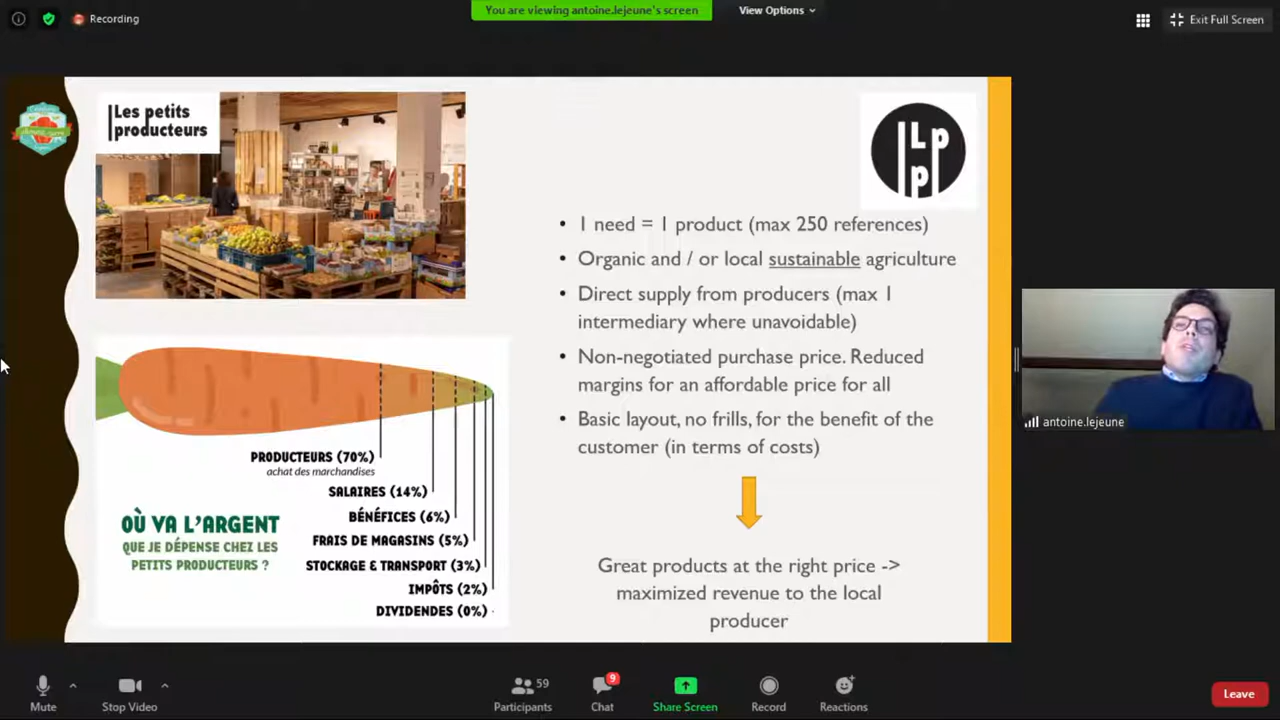 Recording
You are viewing antoine.lejeune's screen
View Options
Exit Full Screen
Les petits
producteurs
Lp
p
• 1 need = 1 product (max 250 references)
• Organic and / or local sustainable agriculture
• Direct supply from producers (max 1
intermediary where unavoidable)
• Non-negotiated purchase price. Reduced
margins for an affordable price for all
• Basic layout, no frills, for the benefit of the
customer (in terms of costs)
Great products at the right price ->
maximized revenue to the local
producer
PRODUCTEURS (70%)
achat des marchandises
SALAIRES (14%)
BÉNÉFICES (6%)
FRAIS DE MAGASINS (5%)
STOCKAGE & TRANSPORT (3%)
IMPÔTS (2%)
DIVIDENDES (0%)
OÙ VA L'ARGENT
QUE JE DÉPENSE CHEZ LES
PETITS PRODUCTEURS ?
antoine.lejeune
Mute
Stop Video
59
Participants
9
Chat
Share Screen
Record
Reactions
Leave